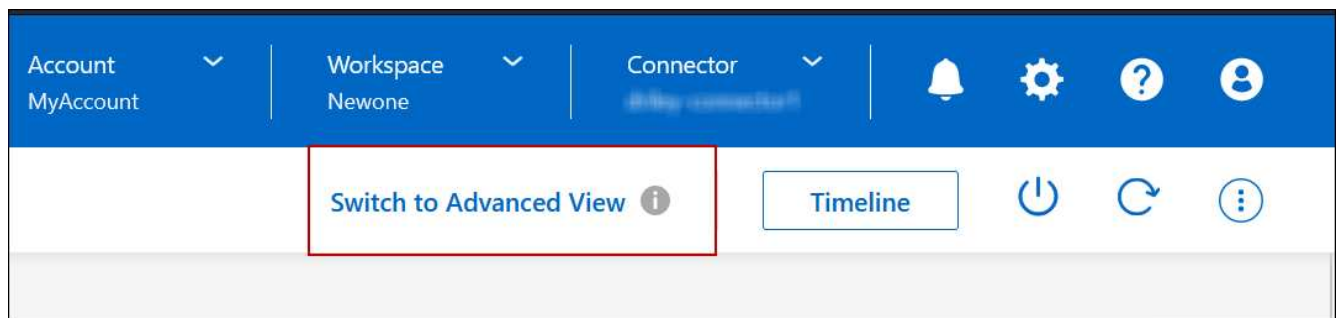 Account
MyAccount
Workspace
Newone
Connector
Switch to Advanced View
Timeline